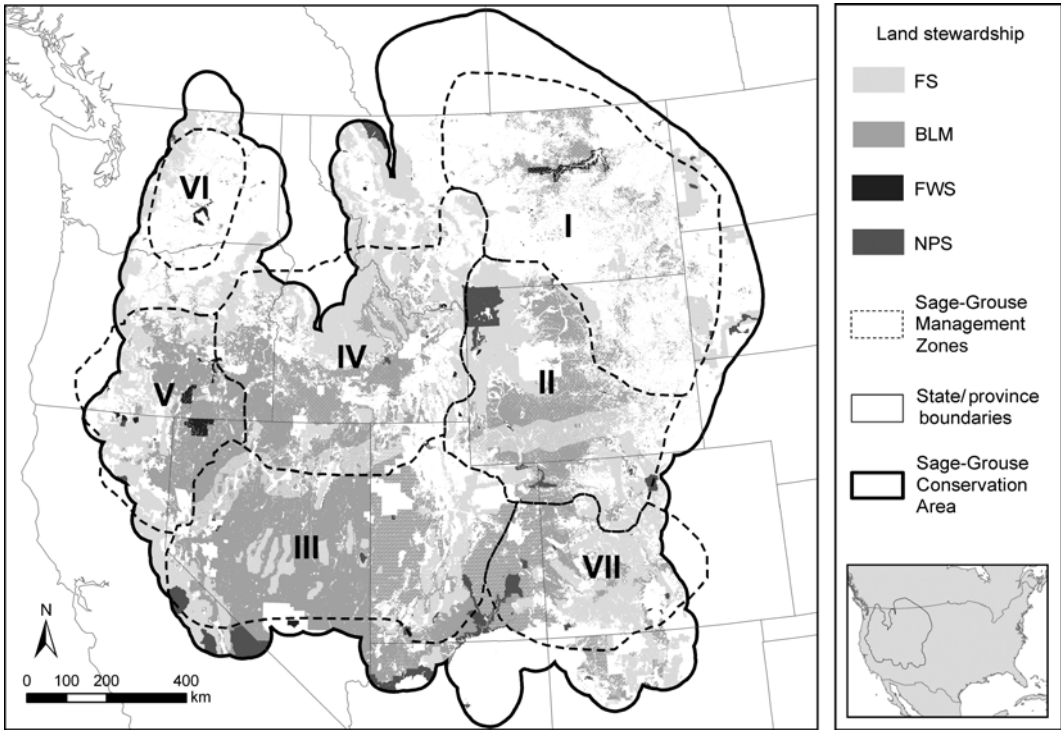 VI
I
IV
V
II
III
VII
N
0 100 200 400
km
Land stewardship
FS
BLM
FWS
NPS
Sage-Grouse
Management
Zones
State/province
boundaries
Sage-Grouse
Conservation
Area